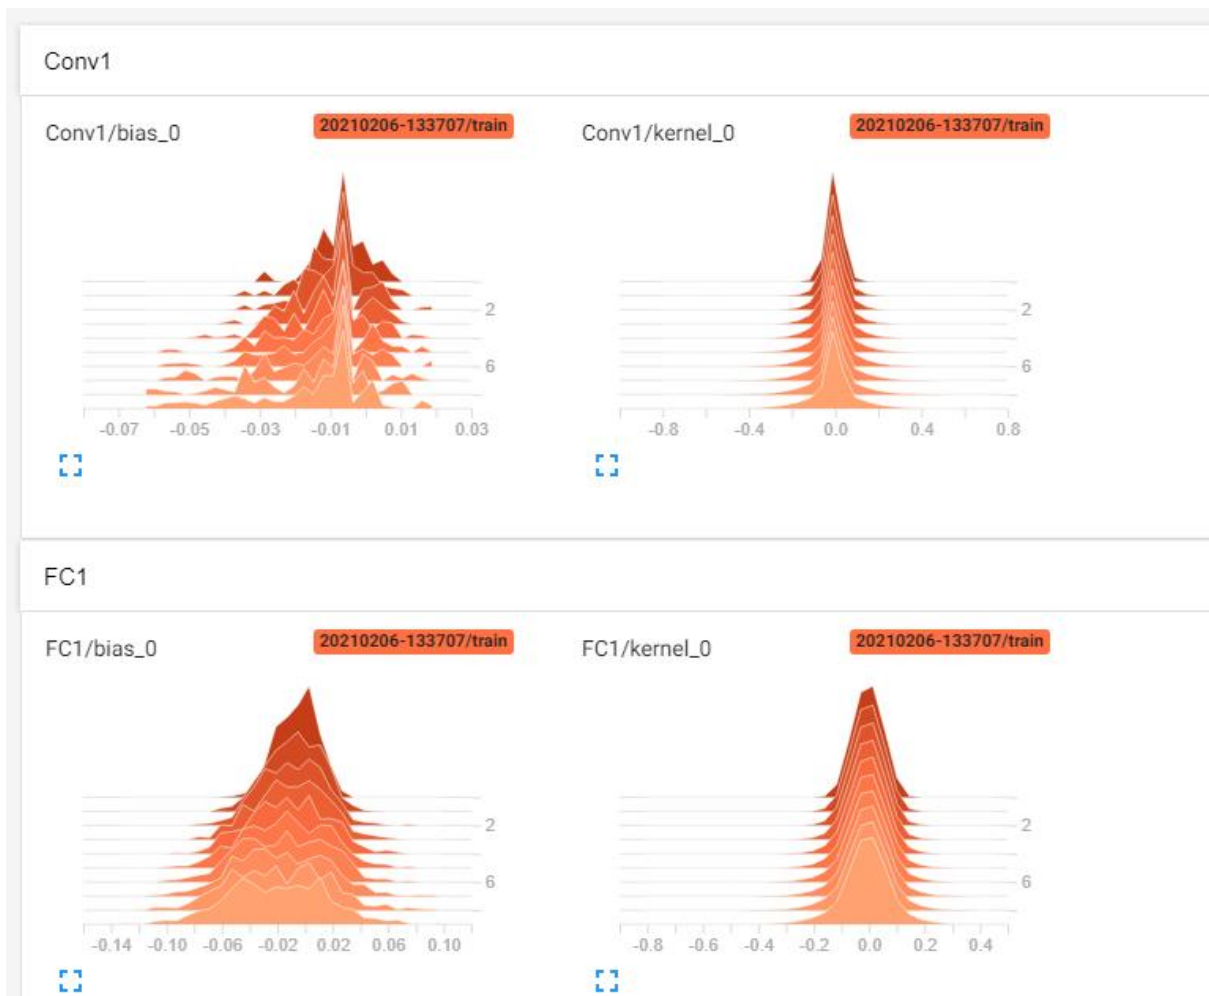 Conv1
Conv1/bias_0 20210206-133707/train Conv1/kernel_0 20210206-133707/train
2 2
6 6
-0.07 -0.05 -0.03 -0.01 0.01 0.03 -0.8 -0.4 0.0 0.4 0.8
FC1
FC1/bias_0 20210206-133707/train FC1/kernel_0 20210206-133707/train
2 2
6 6
-0.14 -0.10 -0.06 -0.02 0.02 0.06 0.10 -0.8 -0.6 -0.4 -0.2 0.0 0.2 0.4